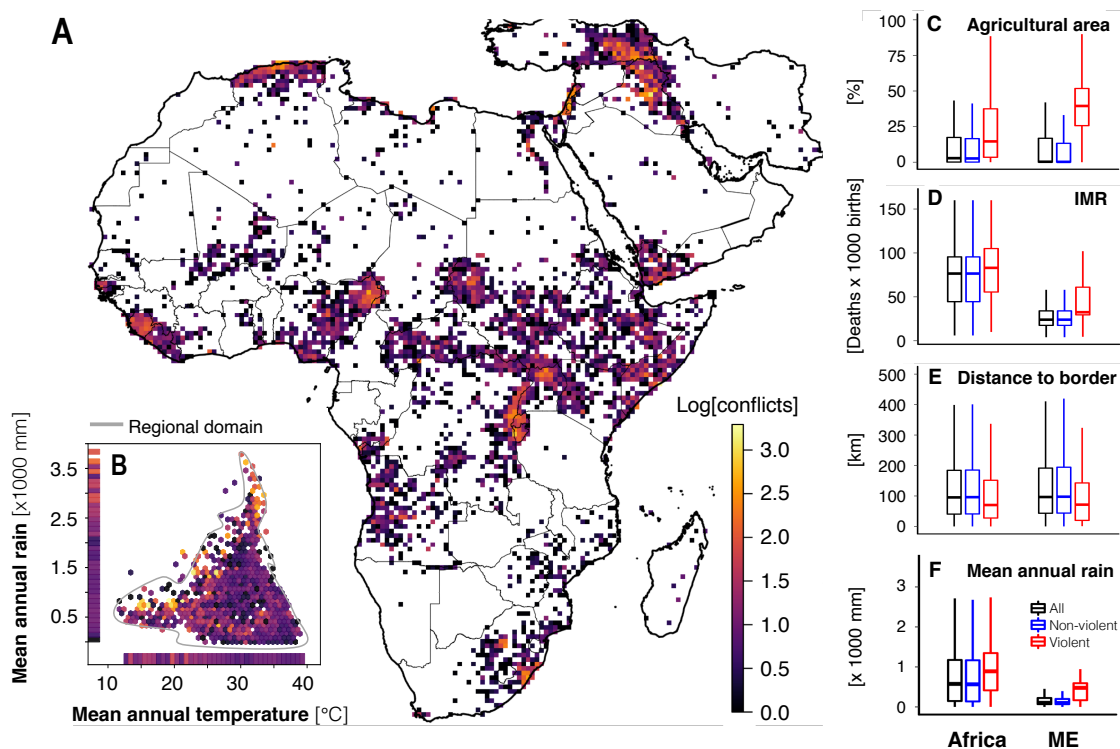 A
Log[conflicts]
3.0
2.5
2.0
1.5
1.0
0.5
0.0
Regional domain
B
Mean annual rain [x1000 mm]
3.5
2.5
1.5
0.5
10
20
30
40
Mean annual temperature [°C]
C Agricultural area
[%]
100
75
50
25
0
D IMR
[Deaths x 1000 births]
150
100
50
0
E Distance to border
[km]
500
400
300
200
100
0
F Mean annual rain
[x 1000 mm]
3
2
1
0
All
Non-violent
Violent
Africa ME